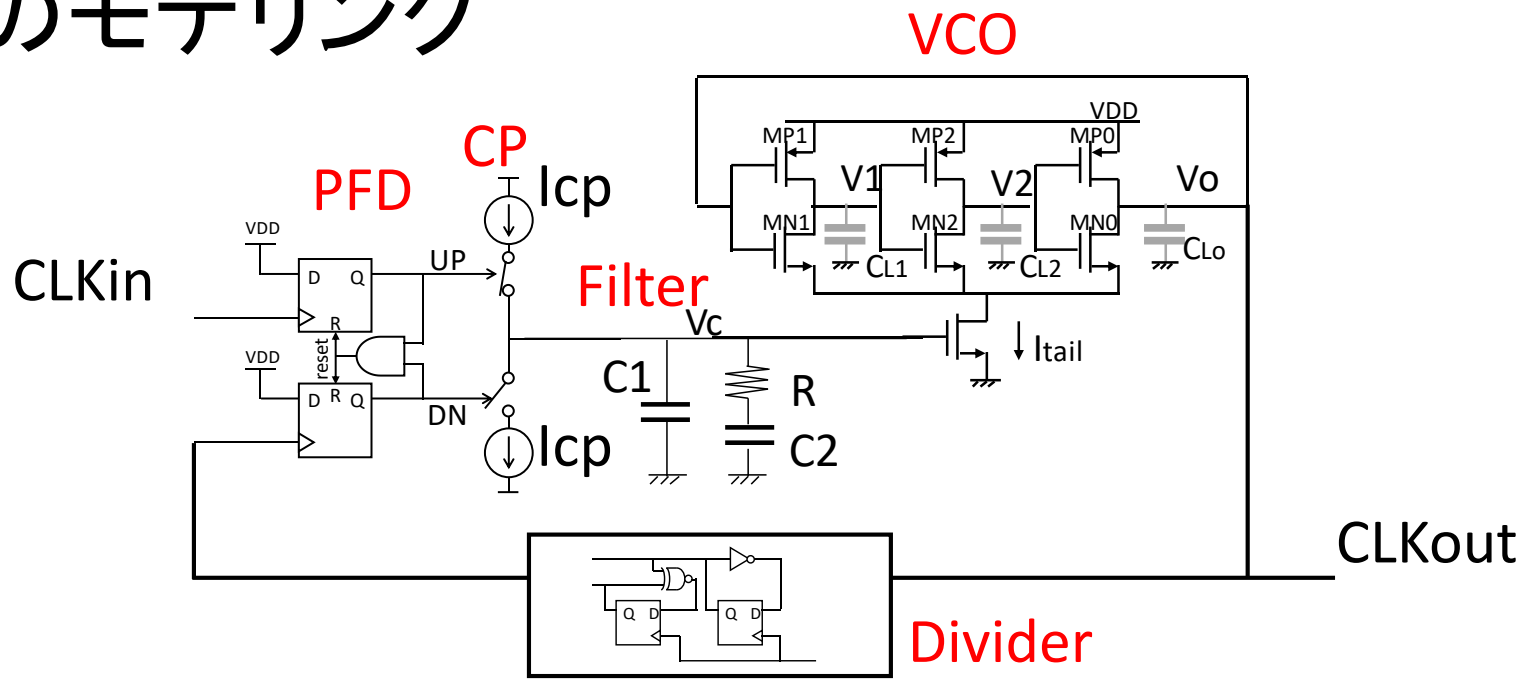 のモデリング
VCO
VDD
MP1
MP2
MP0
CP
Icp
PFD
V1
V2
Vo
VDD
MN1
MN2
MN0
CLKin
D Q
UP
Filter
CL1
CL2
CLo
R
Vc
reset
VDD
Itail
C1
R
D R Q
DN
Icp
C2
CLKout
Q D
Q D
Divider